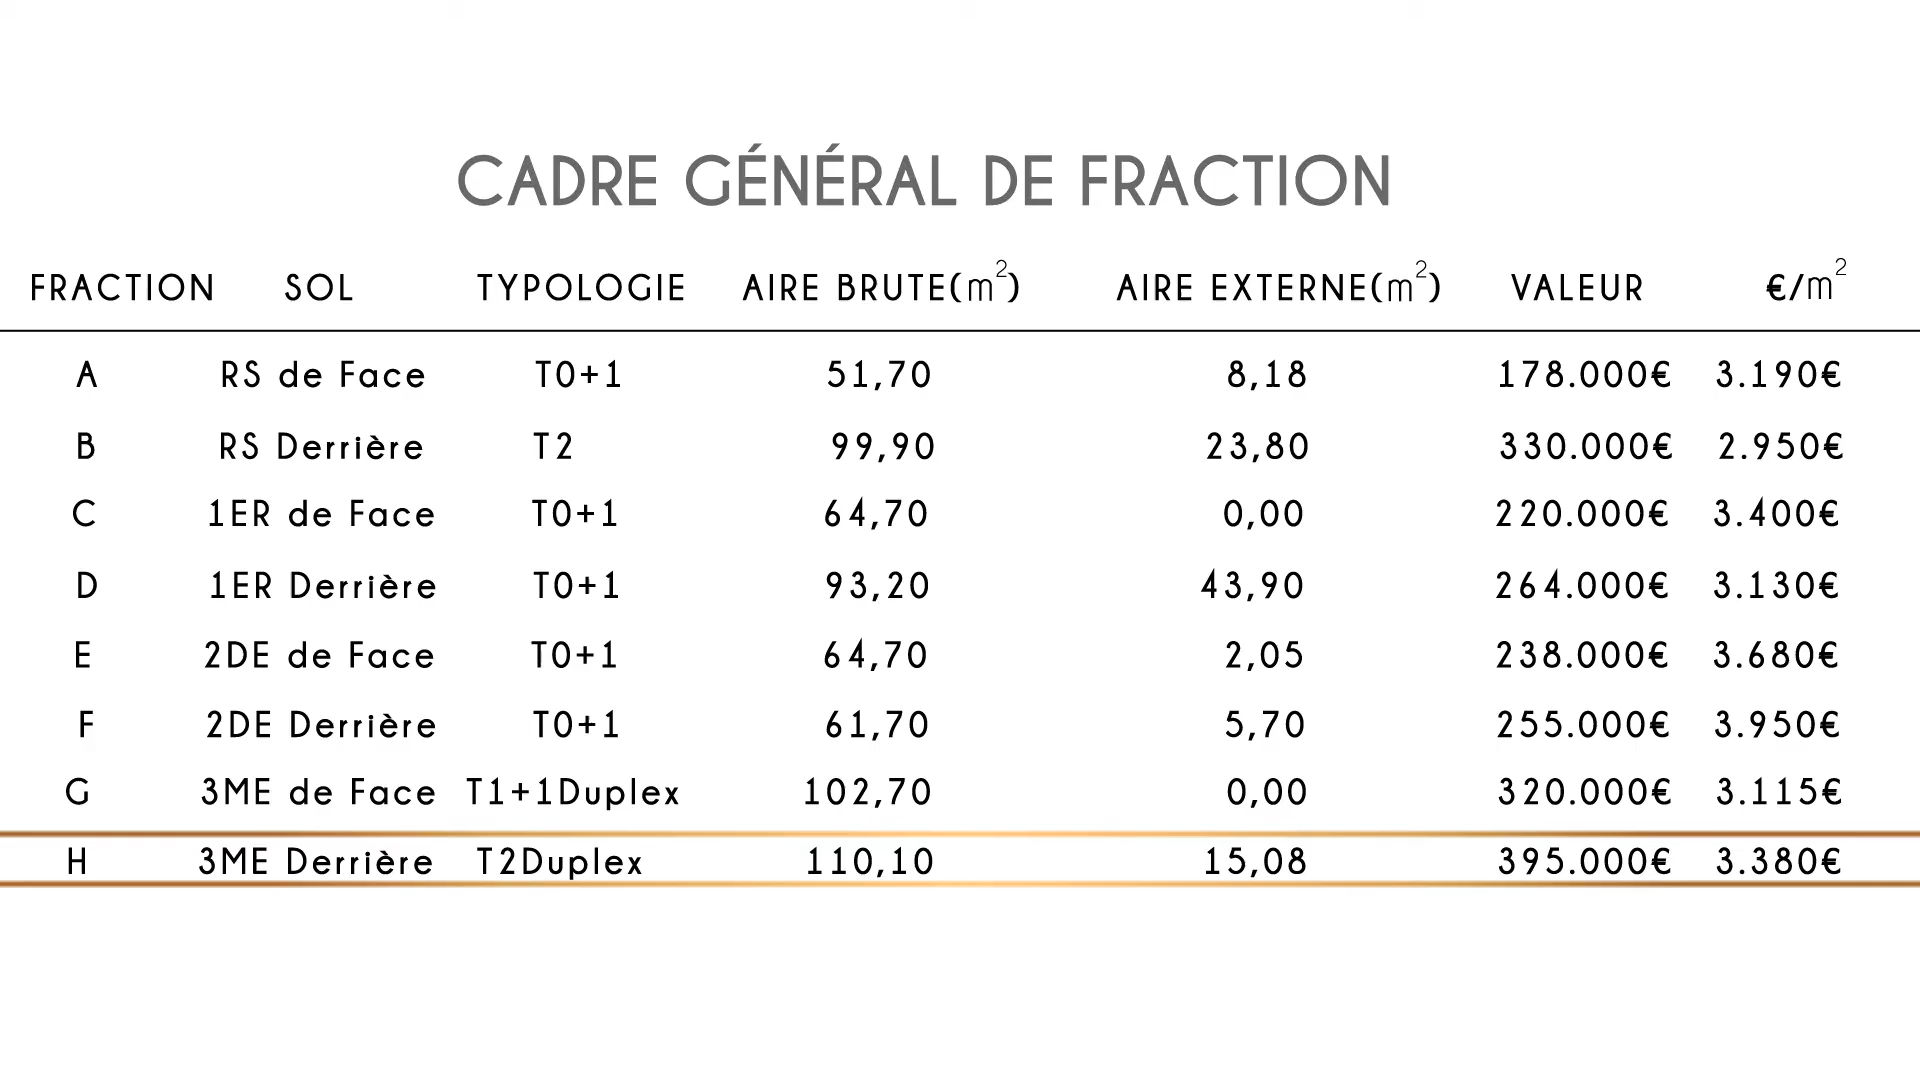 CADRE GÉNÉRAL DE FRACTION
FRACTION SOL TYPOLOGIE AIRE BRUTE(m²) AIRE EXTERNE(m²) VALEUR €/m²
A RS de Face T0+1 51,70 8,18 178.000€ 3.190€
B RS Derrière T2 99,90 23,80 330.000€ 2.950€
C 1ER de Face T0+1 64,70 0,00 220.000€ 3.400€
D 1ER Derrière T0+1 93,20 43,90 264.000€ 3.130€
E 2DE de Face T0+1 64,70 2,05 238.000€ 3.680€
F 2DE Derrière T0+1 61,70 5,70 255.000€ 3.950€
G 3ME de Face T1+1Duplex 102,70 0,00 320.000€ 3.115€
H 3ME Derrière T2Duplex 110,10 15,08 395.000€ 3.380€